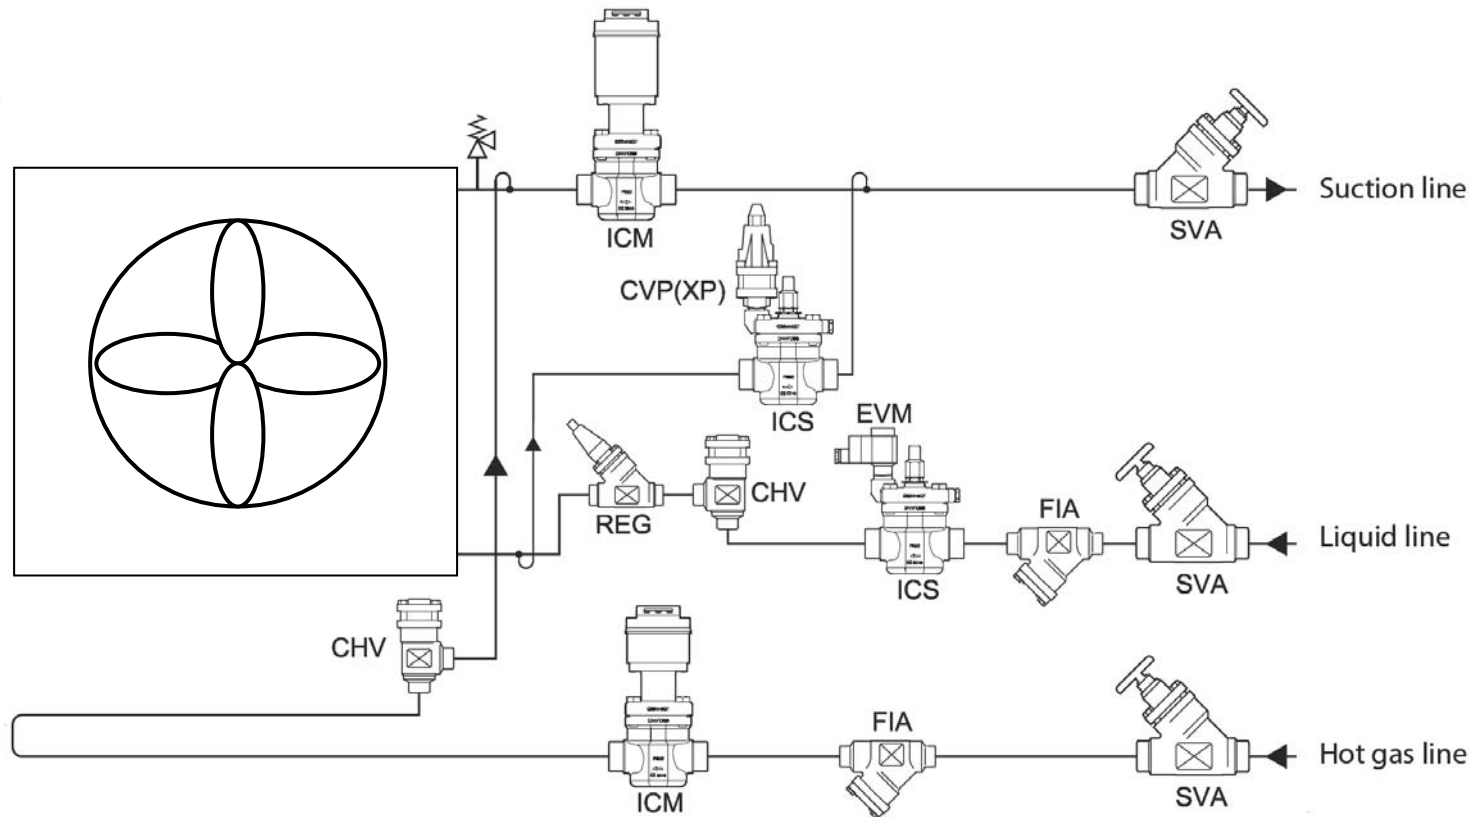 ICM
SVA
Suction line
CVP(XP)
ICS
EVM
REG
CHV
ICS
FIA
SVA
Liquid line
CHV
ICM
FIA
SVA
Hot gas line